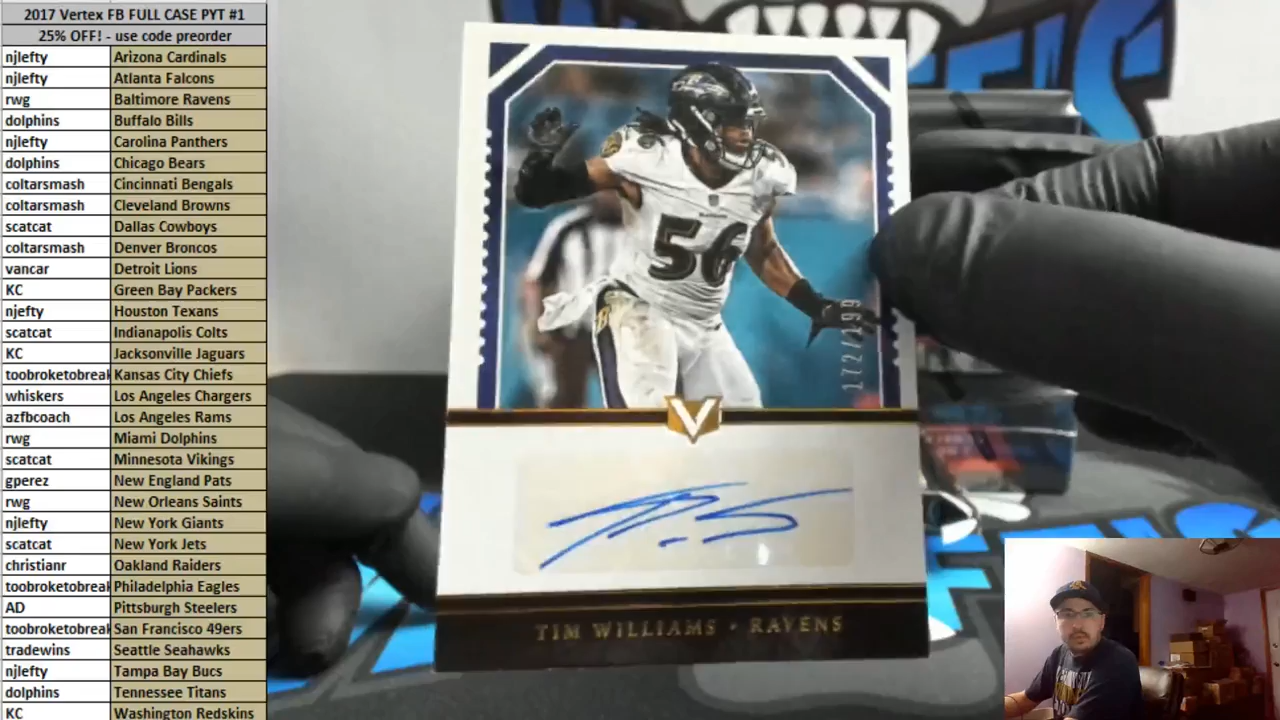 2017 Vertex FB FULL CASE PYT #1
25% OFF! - use code preorder
njlefty Arizona Cardinals
njlefty Atlanta Falcons
rwg Baltimore Ravens
dolphins Buffalo Bills
njlefty Carolina Panthers
dolphins Chicago Bears
coltarsmash Cincinnati Bengals
coltarsmash Cleveland Browns
scatcat Dallas Cowboys
coltarsmash Denver Broncos
vancar Detroit Lions
KC Green Bay Packers
njefty Houston Texans
scatcat Indianapolis Colts
KC Jacksonville Jaguars
toobroketobreak Kansas City Chiefs
whiskers Los Angeles Chargers
azfbcoach Los Angeles Rams
rwg Miami Dolphins
scatcat Minnesota Vikings
gperez New England Pats
rwg New Orleans Saints
njlefty New York Giants
scatcat New York Jets
christianr Oakland Raiders
toobroketobreak Philadelphia Eagles
AD Pittsburgh Steelers
toobroketobreak San Francisco 49ers
tradewins Seattle Seahawks
njlefty Tampa Bay Bucs
dolphins Tennessee Titans
KC Washington Redskins
56
172/199
V
TIM WILLIAMS · RAVENS